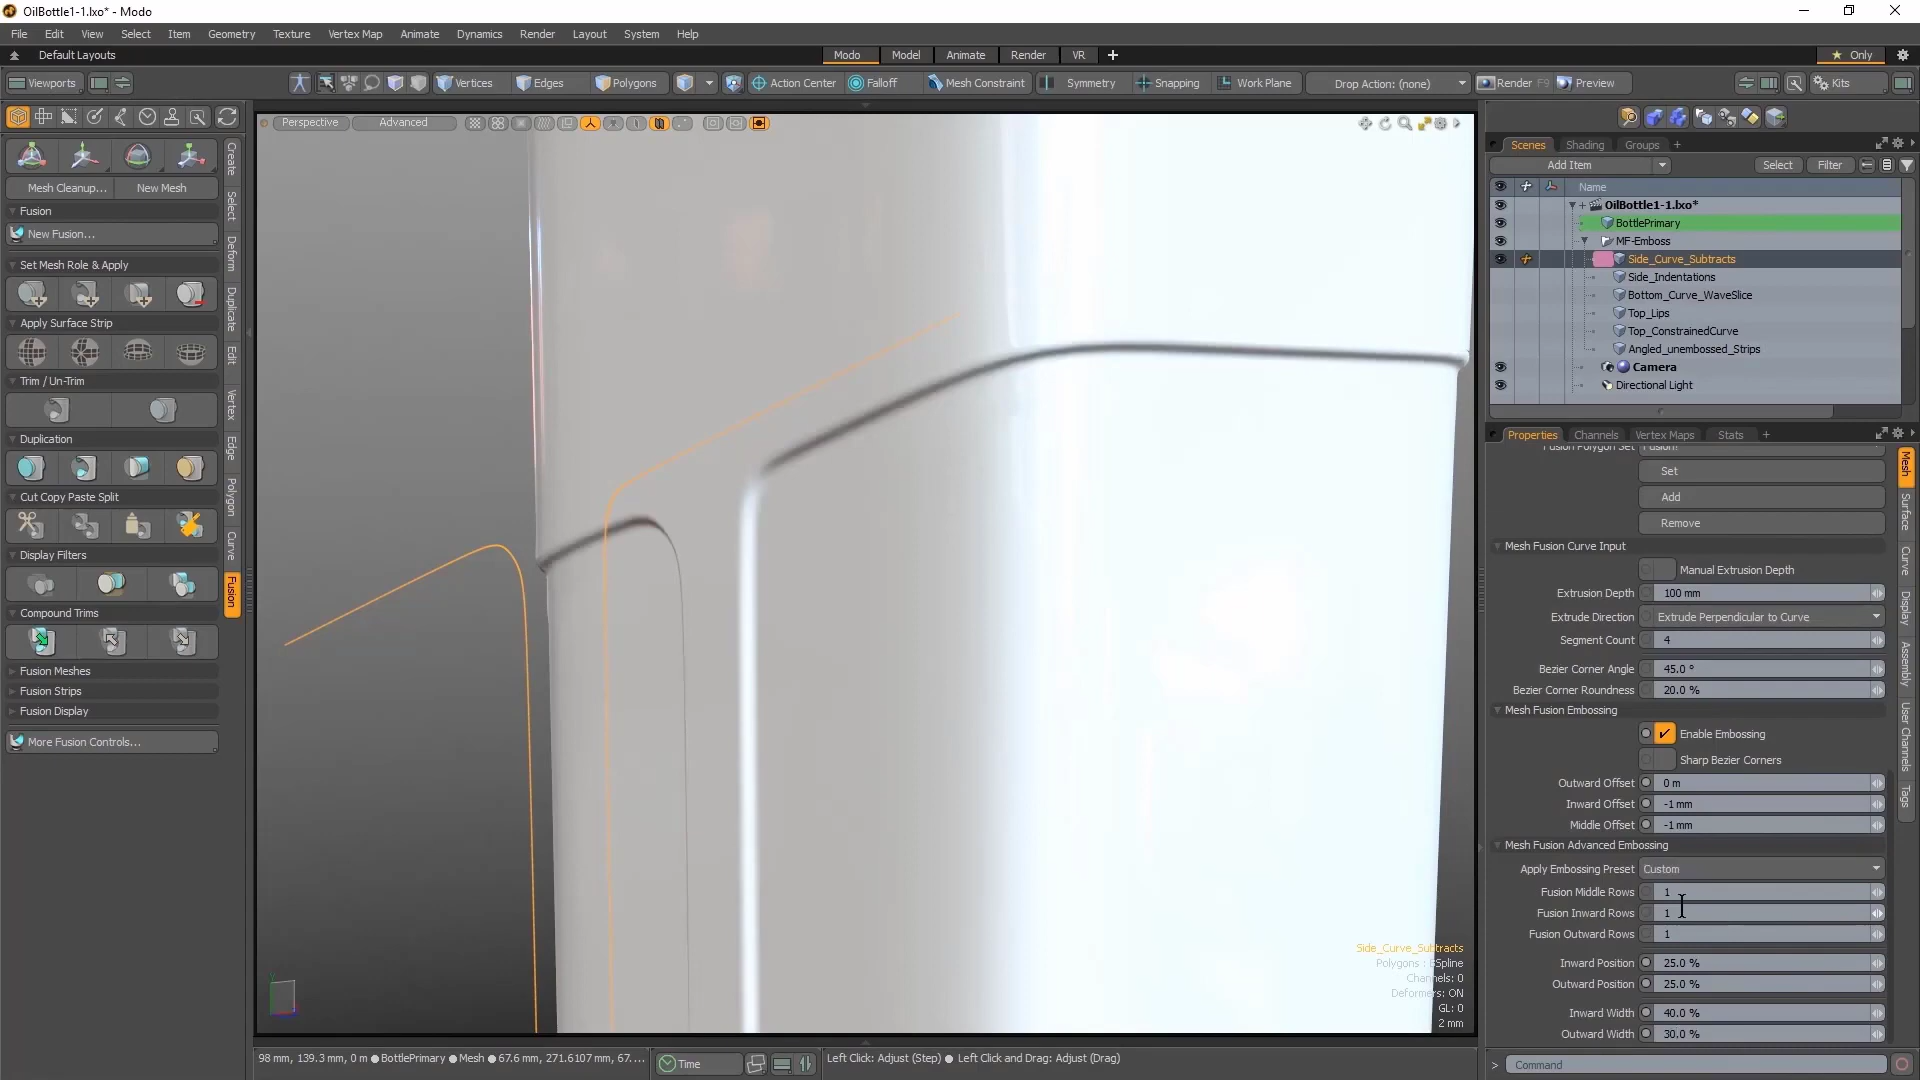 OilBottle1-1.lxo* - Modo
File Edit View Select Item Geometry Texture Vertex Map Animate Dynamics Render Layout System Help
Default Layouts
Modo Model Animate Render VR
Only
Viewports
Vertices Edges Polygons Action Center Falloff Mesh Constraint Symmetry Snapping Work Plane Drop Action: (none) Render F9 Preview Kits
Perspective Advanced
Mesh Cleanup... New Mesh
Fusion
New Fusion...
Set Mesh Role & Apply
Apply Surface Strip
Trim / Un-Trim
Duplication
Cut Copy Paste Split
Display Filters
Compound Trims
Fusion Meshes
Fusion Strips
Fusion Display
More Fusion Controls...
Create
Select
Deform
Duplicate
Edit
Vertex
Edge
Polygon
Curve
Fusion
Side_Curve_Subtracts
Channels: 0
Deformers: ON
GL: 0
2 mm
Scenes Shading Groups
Add Item Select Filter
Name
OilBottle1-1.lxo*
BottlePrimary
MF-Emboss
Side_Curve_Subtracts
Side_Indentations
Bottom_Curve_WaveSlice
Top_Lips
Top_ConstrainedCurve
Angled_unembossed_Strips
Camera
Directional Light
Properties Channels Vertex Maps Stats
Fusion Polygon Set
Set
Add
Remove
Mesh Fusion Curve Input
Manual Extrusion Depth
Extrusion Depth 100 mm
Extrude Direction Extrude Perpendicular to Curve
Segment Count 4
Bezier Corner Angle 45.0 °
Bezier Corner Roundness 20.0 %
Mesh Fusion Embossing
Enable Embossing
Sharp Bezier Corners
Outward Offset 0 m
Inward Offset -1 mm
Middle Offset -1 mm
Mesh Fusion Advanced Embossing
Apply Embossing Preset Custom
Fusion Middle Rows 1
Fusion Inward Rows 1
Fusion Outward Rows 1
Inward Position 25.0 %
Outward Position 25.0 %
Inward Width 40.0 %
Outward Width 30.0 %
Mesh
Surface
Curve
Display
Assembly
User Channels
Tags
98 mm, 139.3 mm, 0 m BottlePrimary Mesh 67.6 mm, 271.6107 mm, 67....
Time
Left Click: Adjust (Step) Left Click and Drag: Adjust (Drag)
Command